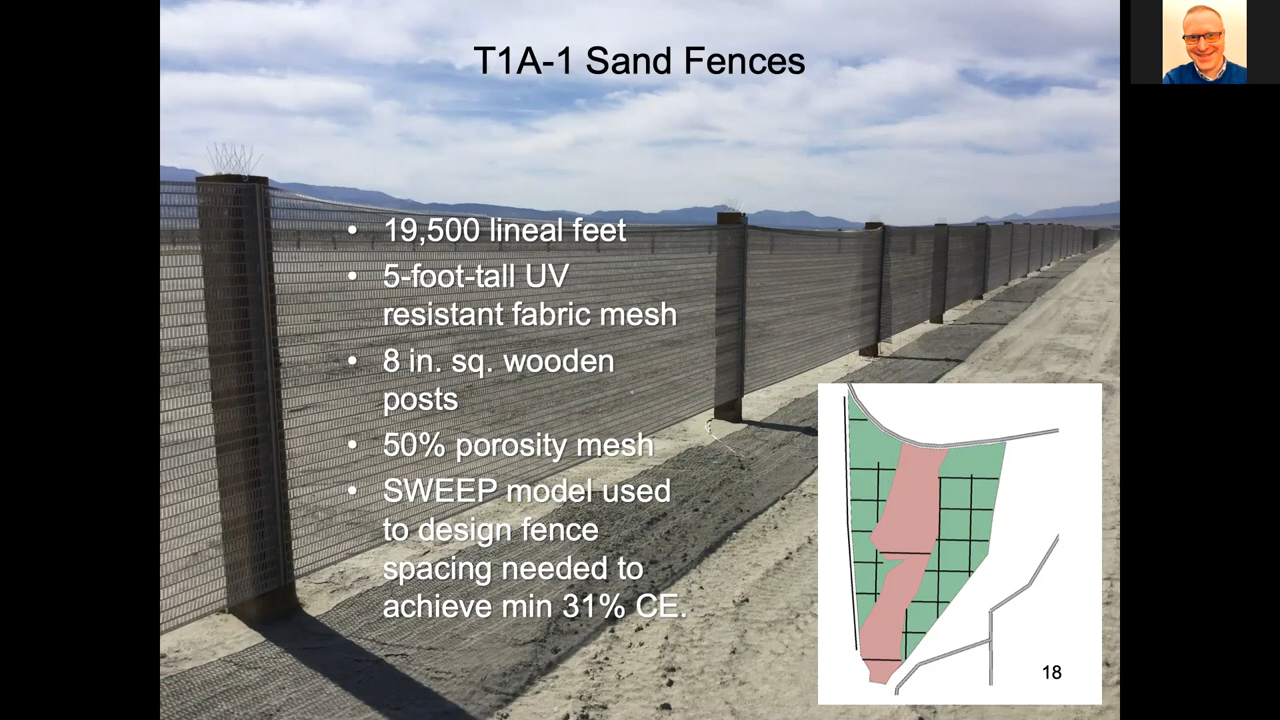 T1A-1 Sand Fences
• 19,500 lineal feet
• 5-foot-tall UV
resistant fabric mesh
• 8 in. sq. wooden
posts
• 50% porosity mesh
• SWEEP model used
to design fence
spacing needed to
achieve min 31% CE.
18